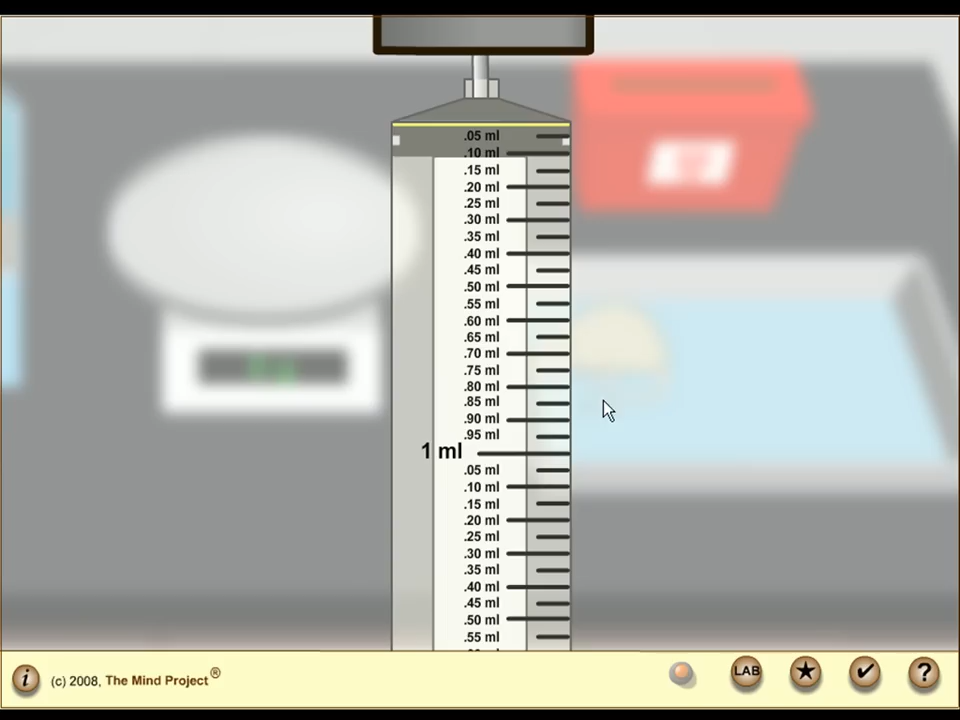 .05 ml
.10 ml
.15 ml
.20 ml
.25 ml
.30 ml
.35 ml
.40 ml
.45 ml
.50 ml
.55 ml
.60 ml
.65 ml
.70 ml
.75 ml
.80 ml
.85 ml
.90 ml
.95 ml
1 ml
.05 ml
.10 ml
.15 ml
.20 ml
.25 ml
.30 ml
.35 ml
.40 ml
.45 ml
.50 ml
.55 ml
i (c) 2008, The Mind Project® LAB ?